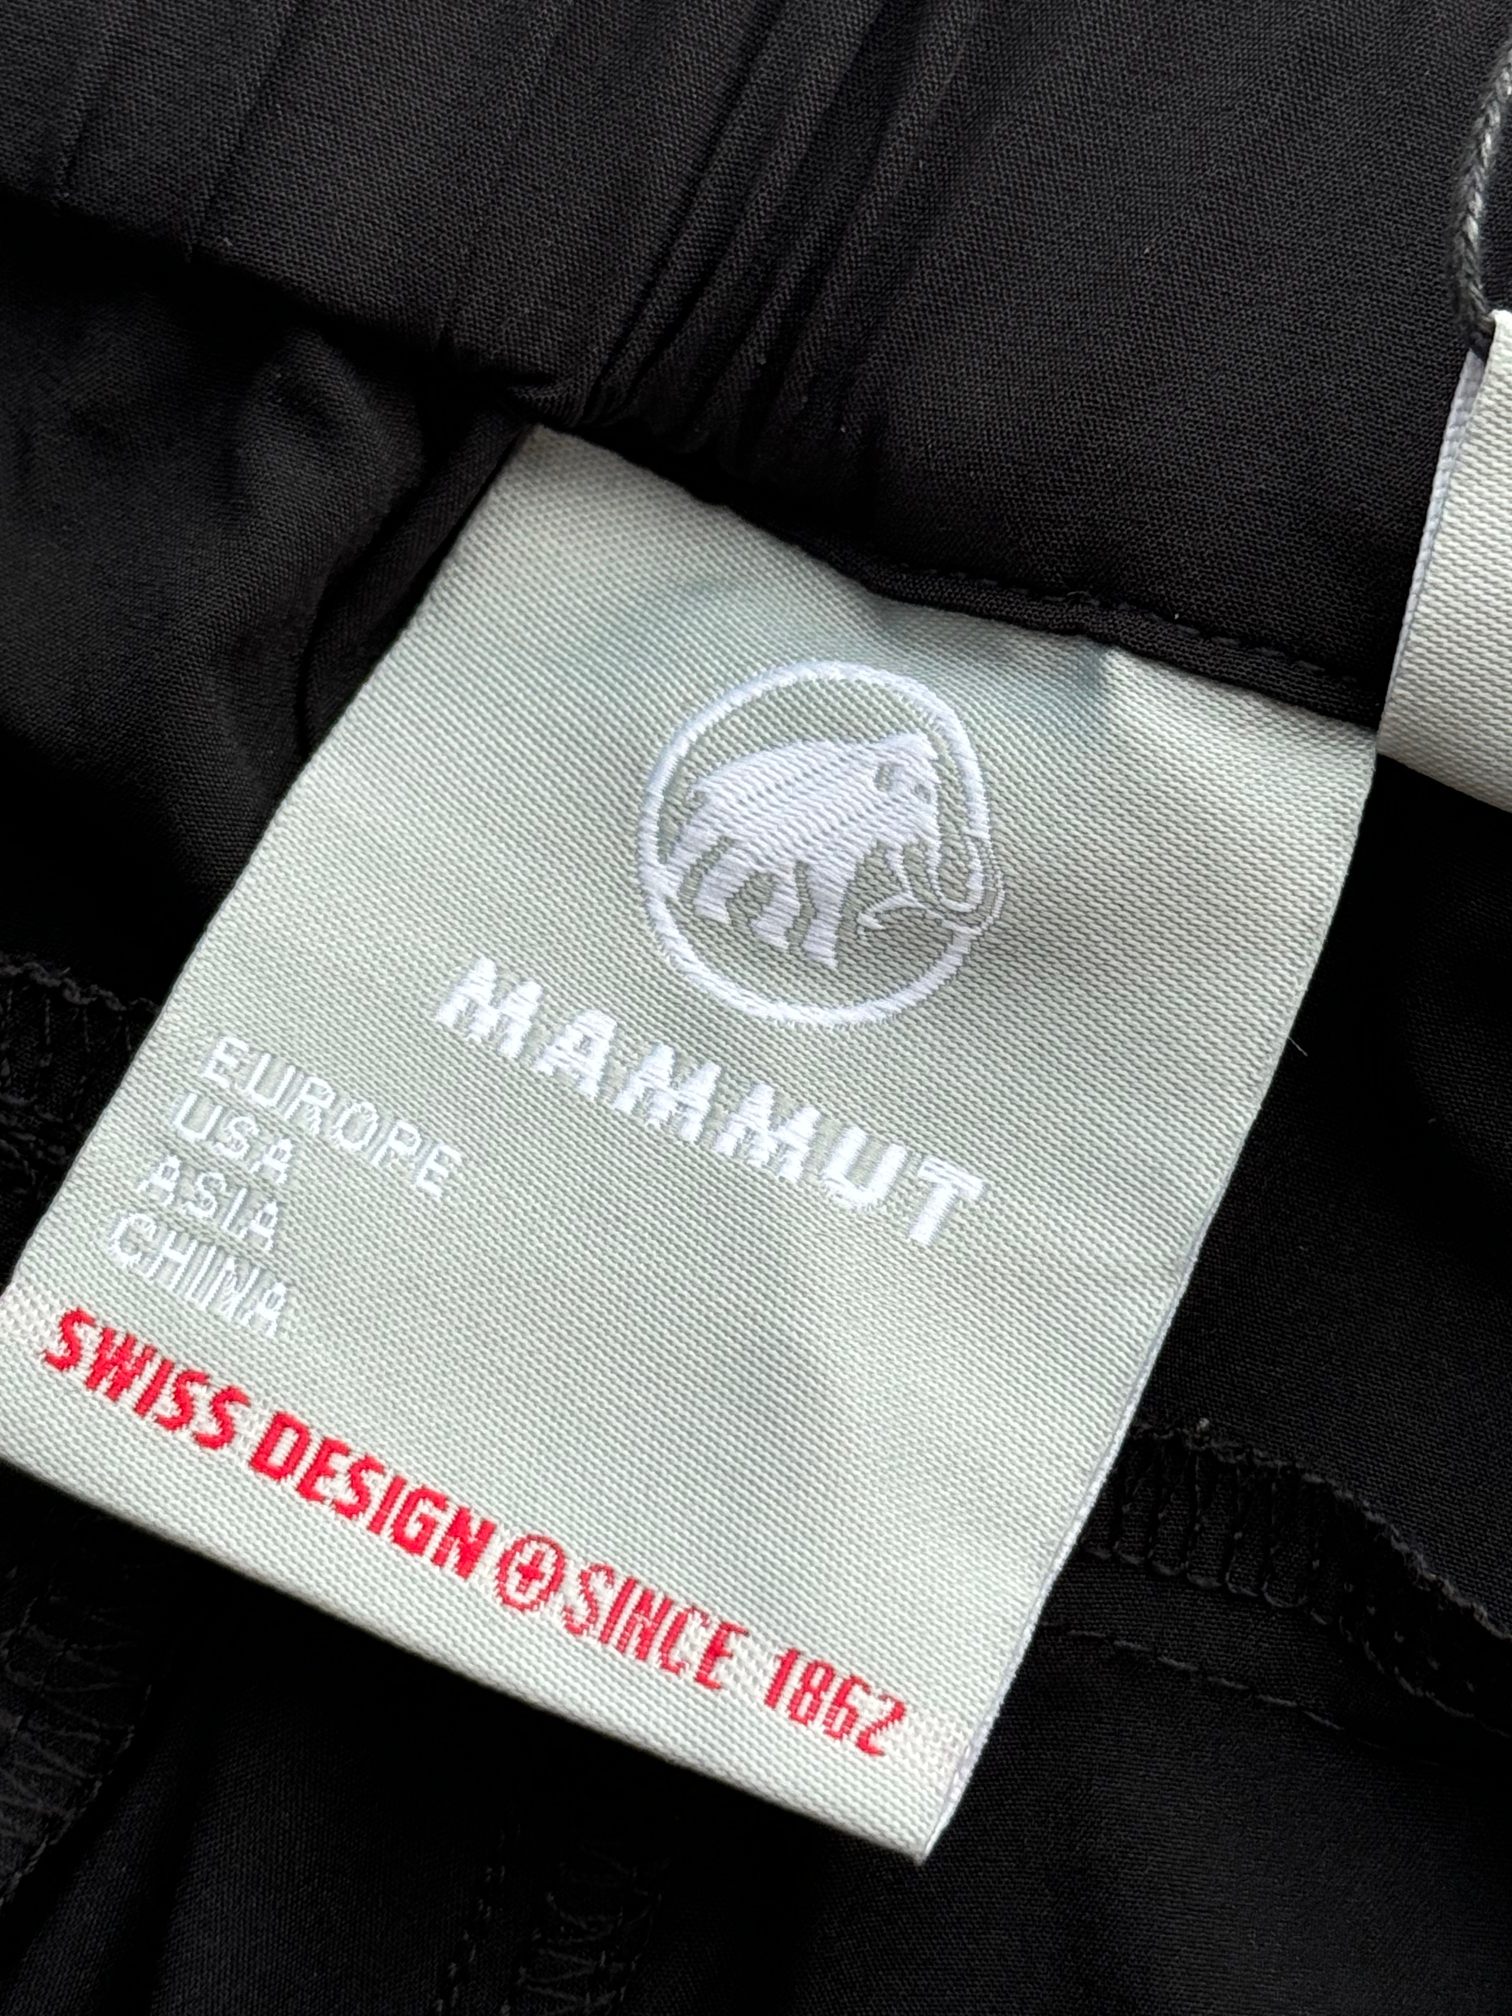 MAMMUT
EUROPE
USA
ASIA
CHINA
SWISS DESIGN SINCE 1862